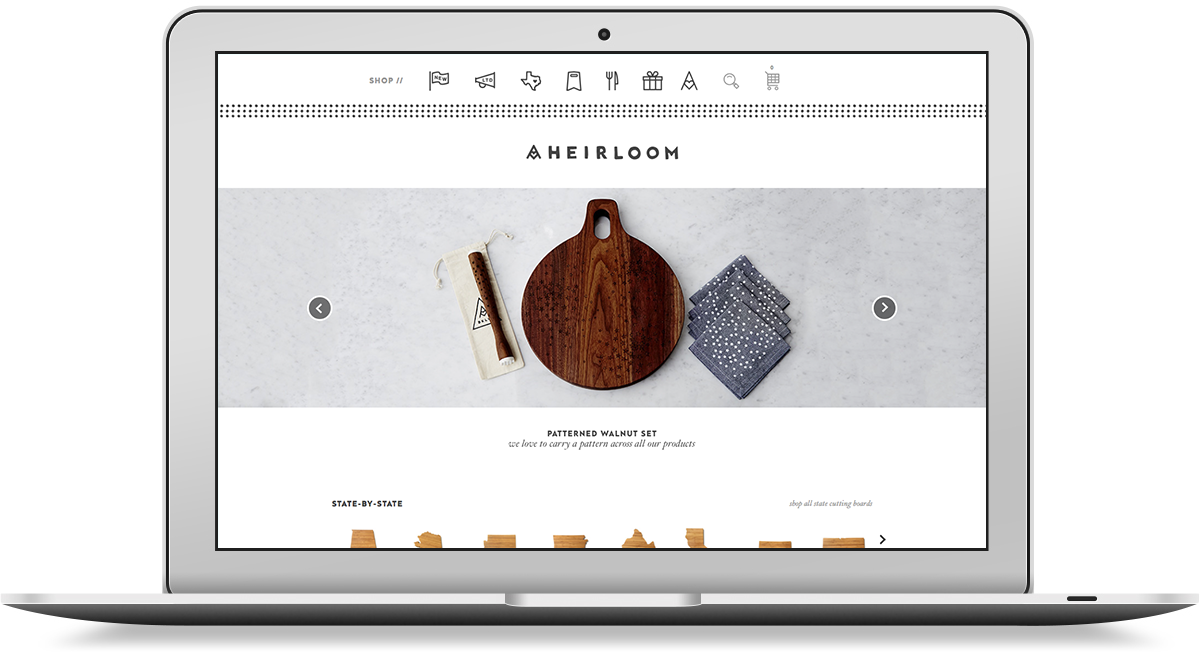 SHOP //
NEW
LTD
0
AHEIRLOOM
PATTERNED WALNUT SET
we love to carry a pattern across all our products
STATE-BY-STATE
shop all state cutting boards